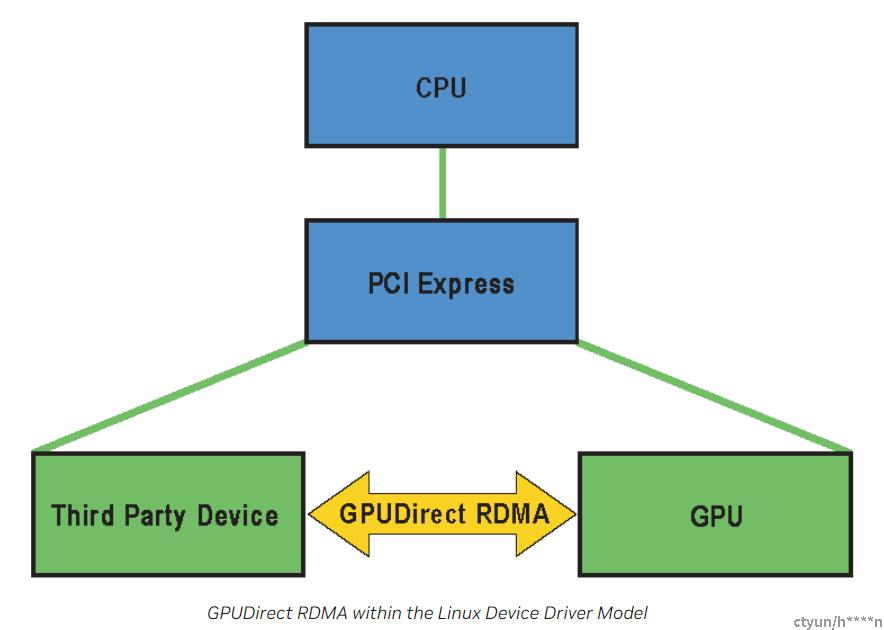 CPU
PCI Express
Third Party Device
GPUDirect RDMA
GPU
GPUDirect RDMA within the Linux Device Driver Model
ctyun/h****n